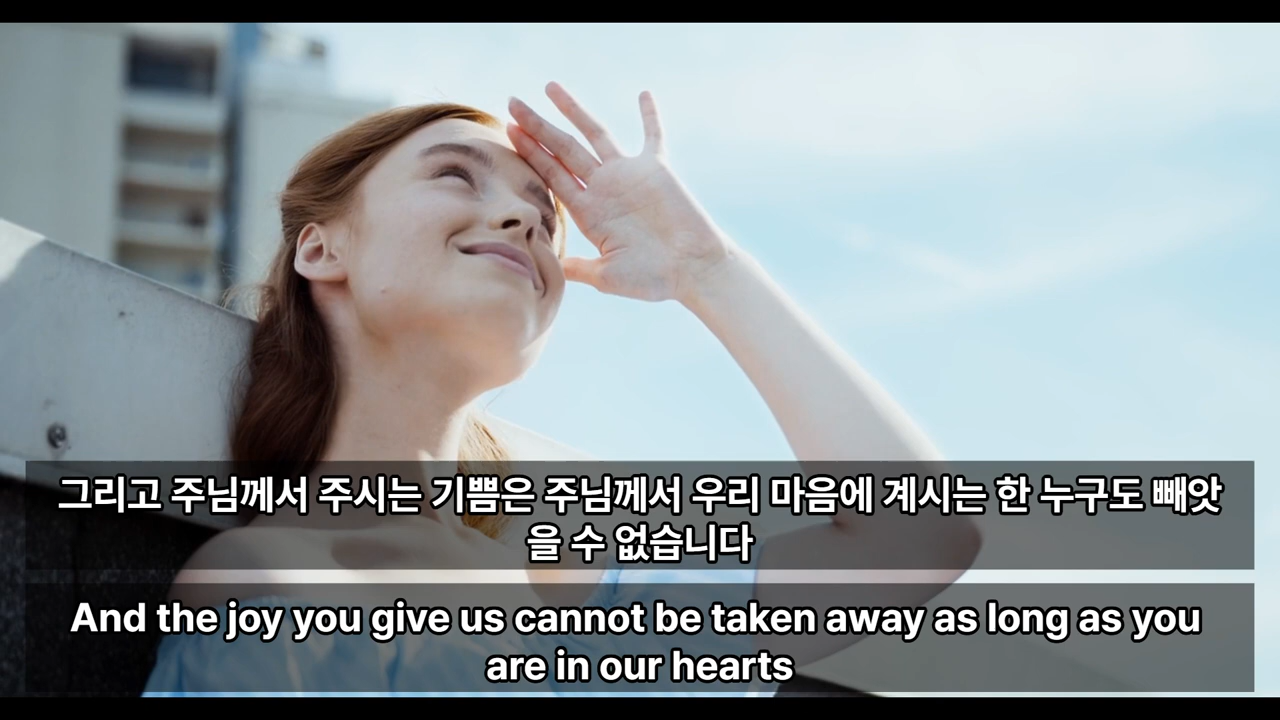 그리고 주님께서 주시는 기쁨은 주님께서 우리 마음에 계시는 한 누구도 빼앗
을 수 없습니다
And the joy you give us cannot be taken away as long as you
are in our hearts